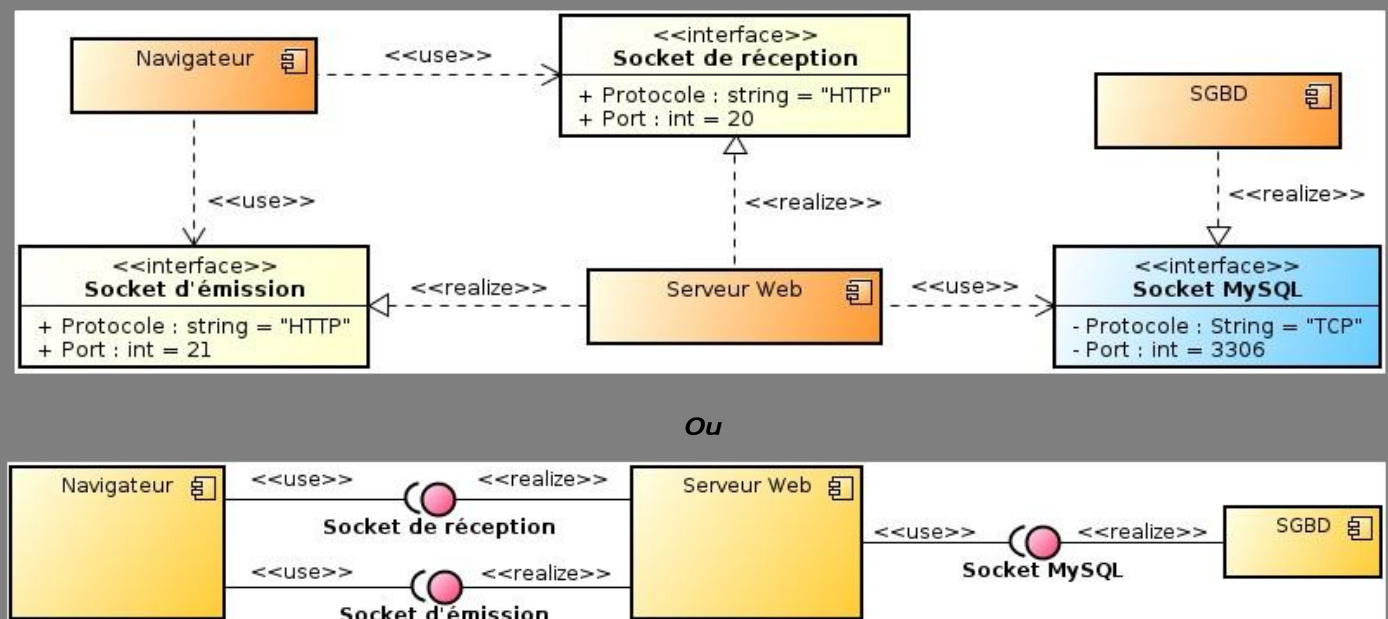 <<interface>>
Navigateur
<<use>>
Socket de réception
+ Protocole : string = "HTTP"
+ Port : int = 20
SGBD
<<use>>
<<realize>>
<<realize>>
<<interface>>
Socket d'émission
+ Protocole : string = "HTTP"
+ Port : int = 21
<<realize>>
Serveur Web
<<use>>
<<interface>>
Socket MySQL
- Protocole : String = "TCP"
- Port : int = 3306
Ou
Navigateur
<<use>>
<<realize>>
Socket de réception
<<use>>
<<realize>>
Socket d'émission
Serveur Web
<<use>>
<<realize>>
Socket MySQL
SGBD